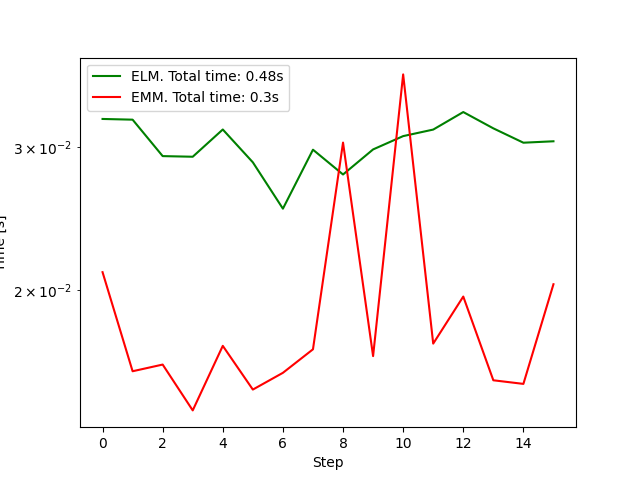 ELM. Total time: 0.48s
EMM. Total time: 0.3s
3 × 10⁻²
2 × 10⁻²
0 2 4 6 8 10 12 14
Step